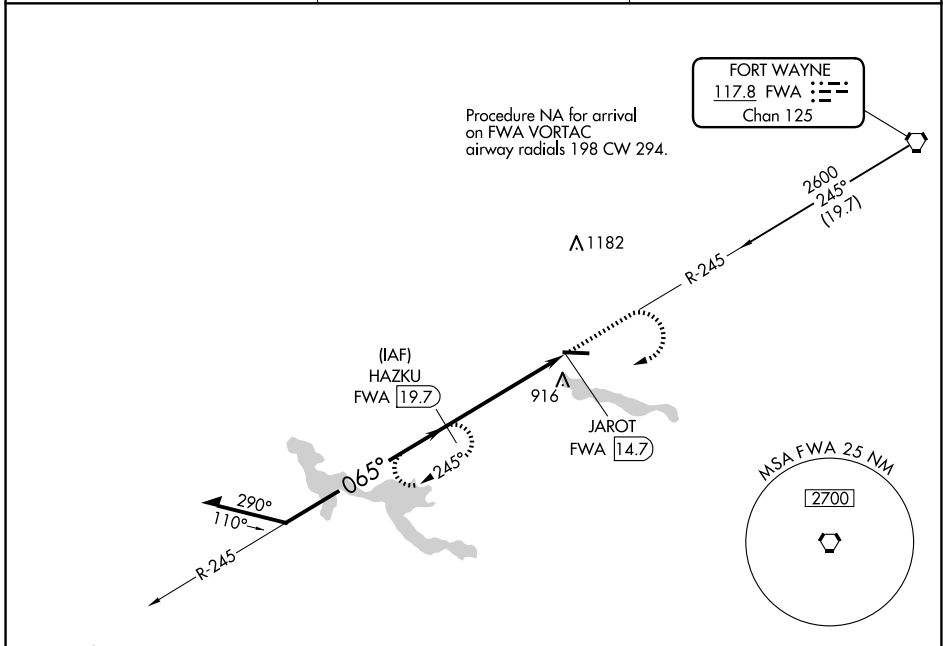 FORT WAYNE
117.8 FWA
Chan 125
Procedure NA for arrival
on FWA VORTAC
airway radials 198 CW 294.
2600
245°
(19.7)
1182
R-245
(IAF)
HAZKU
FWA 19.7
916
JAROT
FWA 14.7
065°
245°
290°
110°
R-245
MSA FWA 25 NM
2700